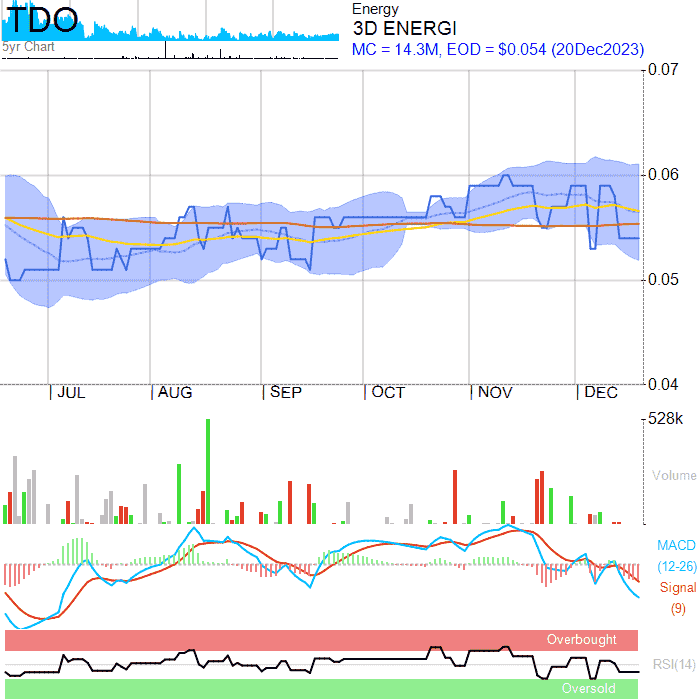 TDO
5yr Chart
Energy
3D ENERGI
MC = 14.3M, EOD = $0.054 (20Dec2023)
0.07
0.06
0.05
0.04
JUL
AUG
SEP
OCT
NOV
DEC
528k
Volume
MACD
(12-26)
Signal
(9)
Overbought
RSI(14)
Oversold